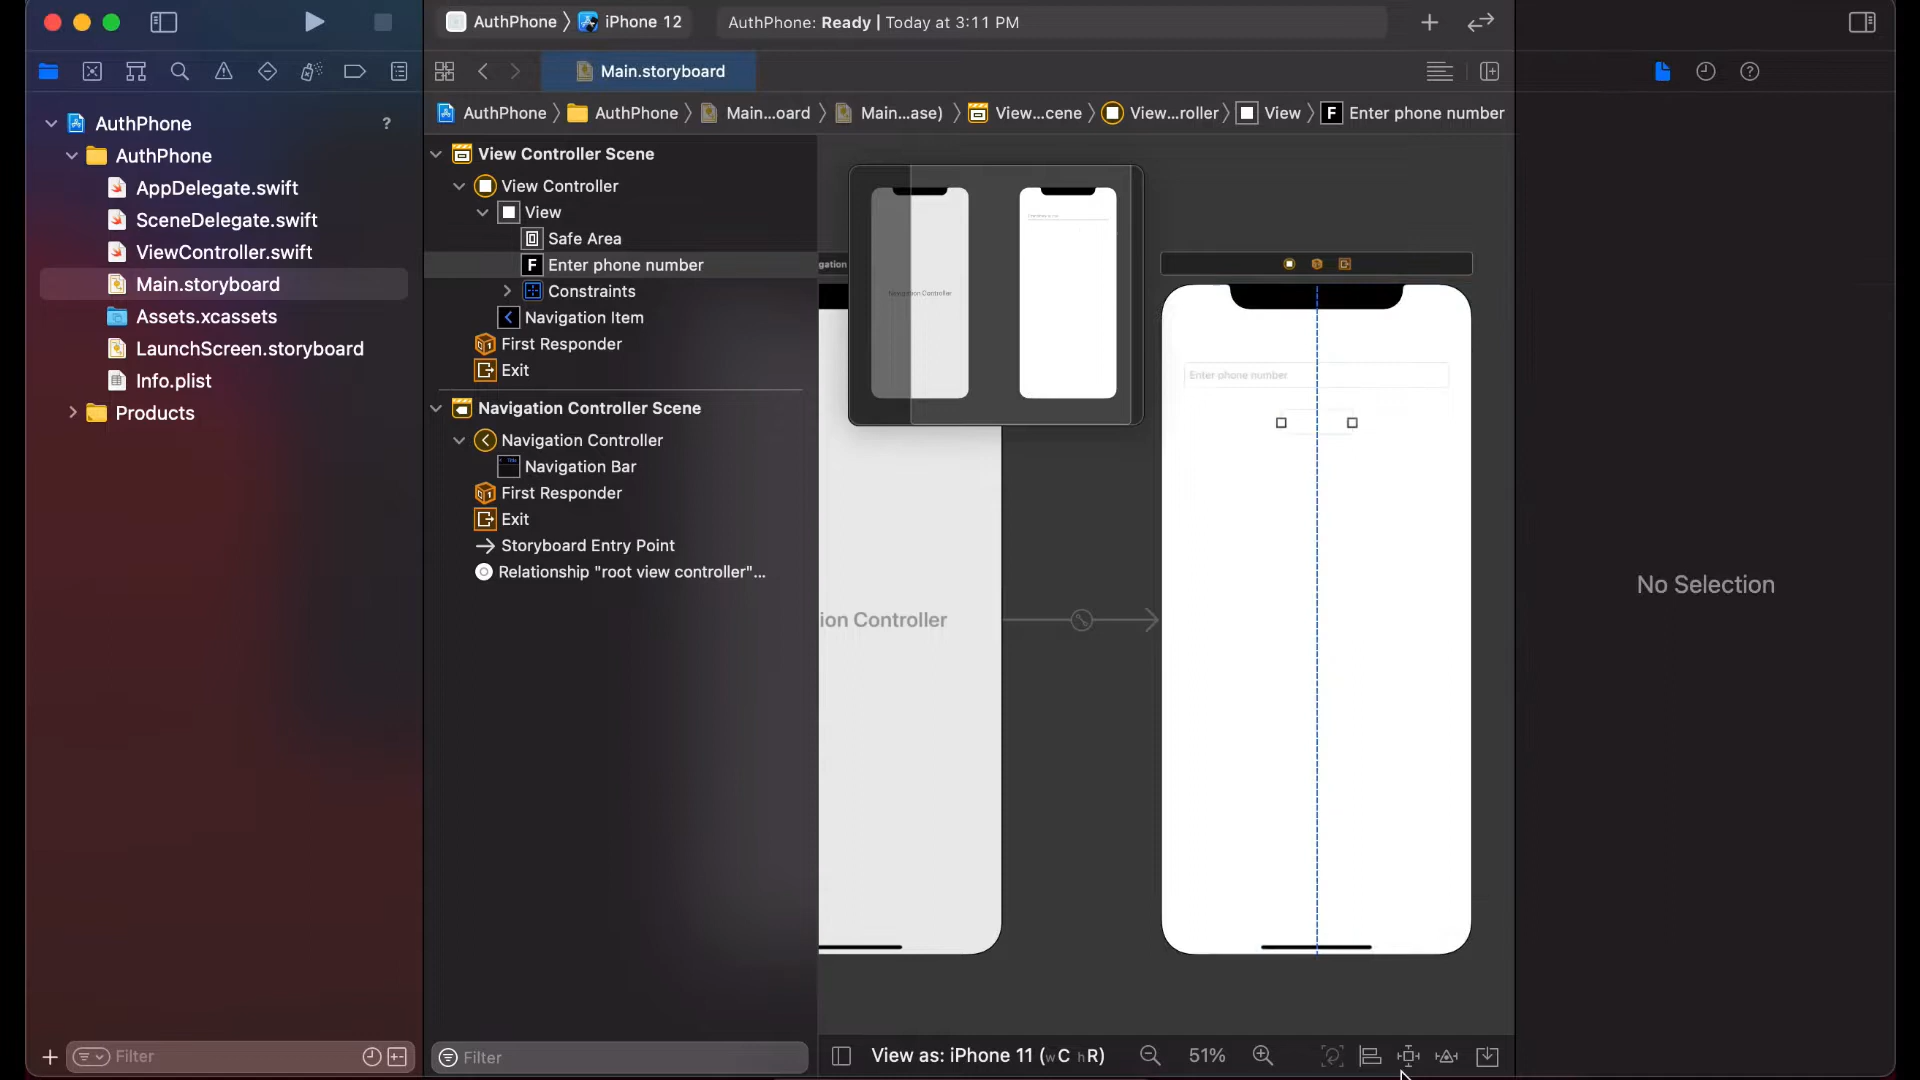 AuthPhone
iPhone 12
AuthPhone: Ready | Today at 3:11 PM
Main.storyboard
AuthPhone
AuthPhone
Main...oard
Main...ase)
View...cene
View...roller
View
F Enter phone number
AuthPhone
?
AuthPhone
AppDelegate.swift
SceneDelegate.swift
ViewController.swift
Main.storyboard
Assets.xcassets
LaunchScreen.storyboard
Info.plist
Products
View Controller Scene
View Controller
View
Safe Area
F Enter phone number
Constraints
Navigation Item
First Responder
Exit
Navigation Controller Scene
Navigation Controller
Navigation Bar
First Responder
Exit
Storyboard Entry Point
Relationship "root view controller"...
Navigation Controller
gation
Enter phone number
ion Controller
No Selection
Filter
Filter
View as: iPhone 11 (wC hR)
51%